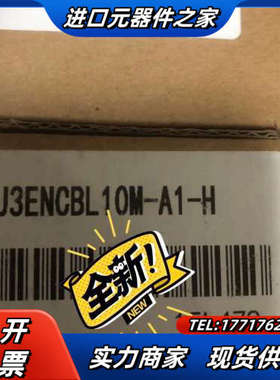 进口元器件之家
J3ENCBL10M-A1-H
全新!
NEW
开
票
TEL:1771762
实力商家 现货供